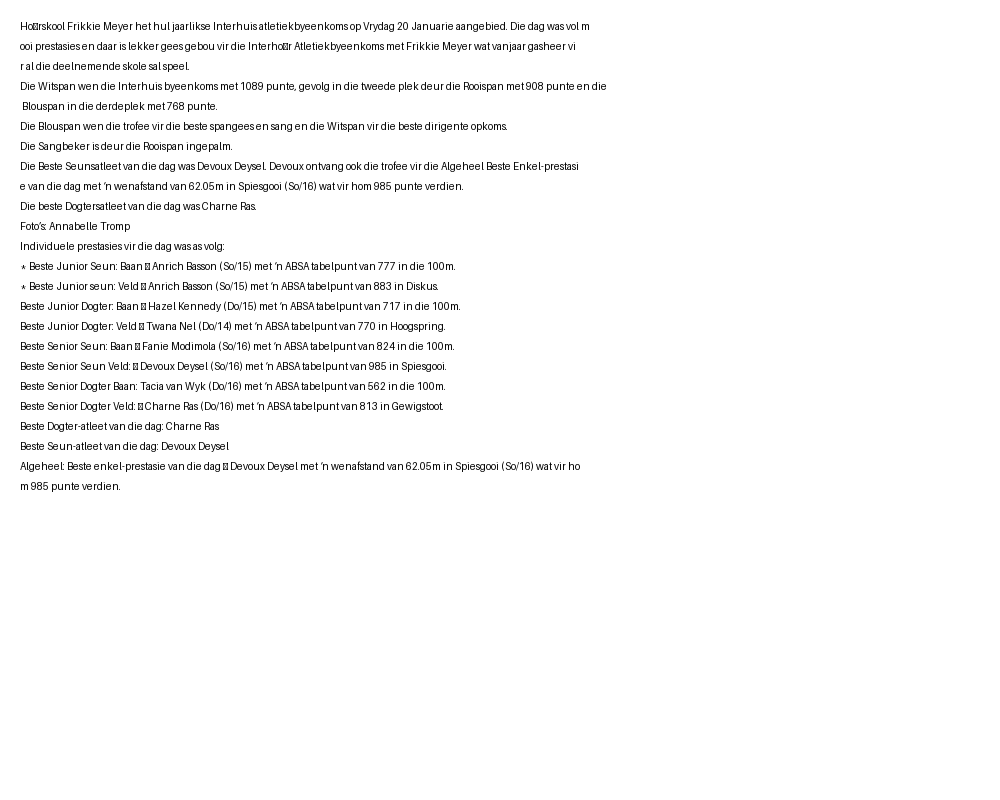 Ho▯rskool Frikkie Meyer het hul jaarlikse Interhuis atletiekbyeenkoms op Vrydag 20 Januarie aangebied. Die dag was vol m
ooi prestasies en daar is lekker gees gebou vir die Interho▯r Atletiekbyeenkoms met Frikkie Meyer wat vanjaar gasheer vi
r al die deelnemende skole sal speel.
Die Witspan wen die Interhuis byeenkoms met 1089 punte, gevolg in die tweede plek deur die Rooispan met 908 punte en die
Blouspan in die derde plek met 768 punte.
Die Blouspan wen die trofee vir die beste spangees en sang en die Witspan vir die beste dirigente opkoms.
Die Sangbeker is deur die Rooispan ingepalm.
Die Beste Seunsatleet van die dag was Devoux Deysel. Devoux ontvang ook die trofee vir die Algeheel Beste Enkel-prestasi
e van die dag met ’n wenafstand van 62.05m in Spiesgooi (So/16) wat vir hom 985 punte verdien.
Die beste Dogtersatleet van die dag was Charne Ras.
Foto’s: Annabelle Tromp
Individuele prestasies vir die dag was as volg:
* Beste Junior Seun: Baan ▯ Anrich Basson (So/15) met ’n ABSA tabelpunt van 777 in die 100m.
* Beste Junior seun: Veld ▯ Anrich Basson (So/15) met ’n ABSA tabelpunt van 883 in Diskus.
Beste Junior Dogter: Baan ▯ Hazel Kennedy (Do/15) met ’n ABSA tabelpunt van 717 in die 100m.
Beste Junior Dogter: Veld ▯ Twana Nel (Do/14) met ’n ABSA tabelpunt van 770 in Hoogspring.
Beste Senior Seun: Baan ▯ Fanie Modimola (So/16) met ’n ABSA tabelpunt van 824 in die 100m.
Beste Senior Seun Veld: ▯ Devoux Deysel (So/16) met ’n ABSA tabelpunt van 985 in Spiesgooi.
Beste Senior Dogter Baan: Tacia van Wyk (Do/16) met ’n ABSA tabelpunt van 562 in die 100m.
Beste Senior Dogter Veld: ▯ Charne Ras (Do/16) met ’n ABSA tabelpunt van 813 in Gewigstoot.
Beste Dogter-atleet van die dag: Charne Ras
Beste Seun-atleet van die dag: Devoux Deysel
Algeheel: Beste enkel-prestasie van die dag ▯ Devoux Deysel met ’n wenafstand van 62.05m in Spiesgooi (So/16) wat vir ho
m 985 punte verdien.